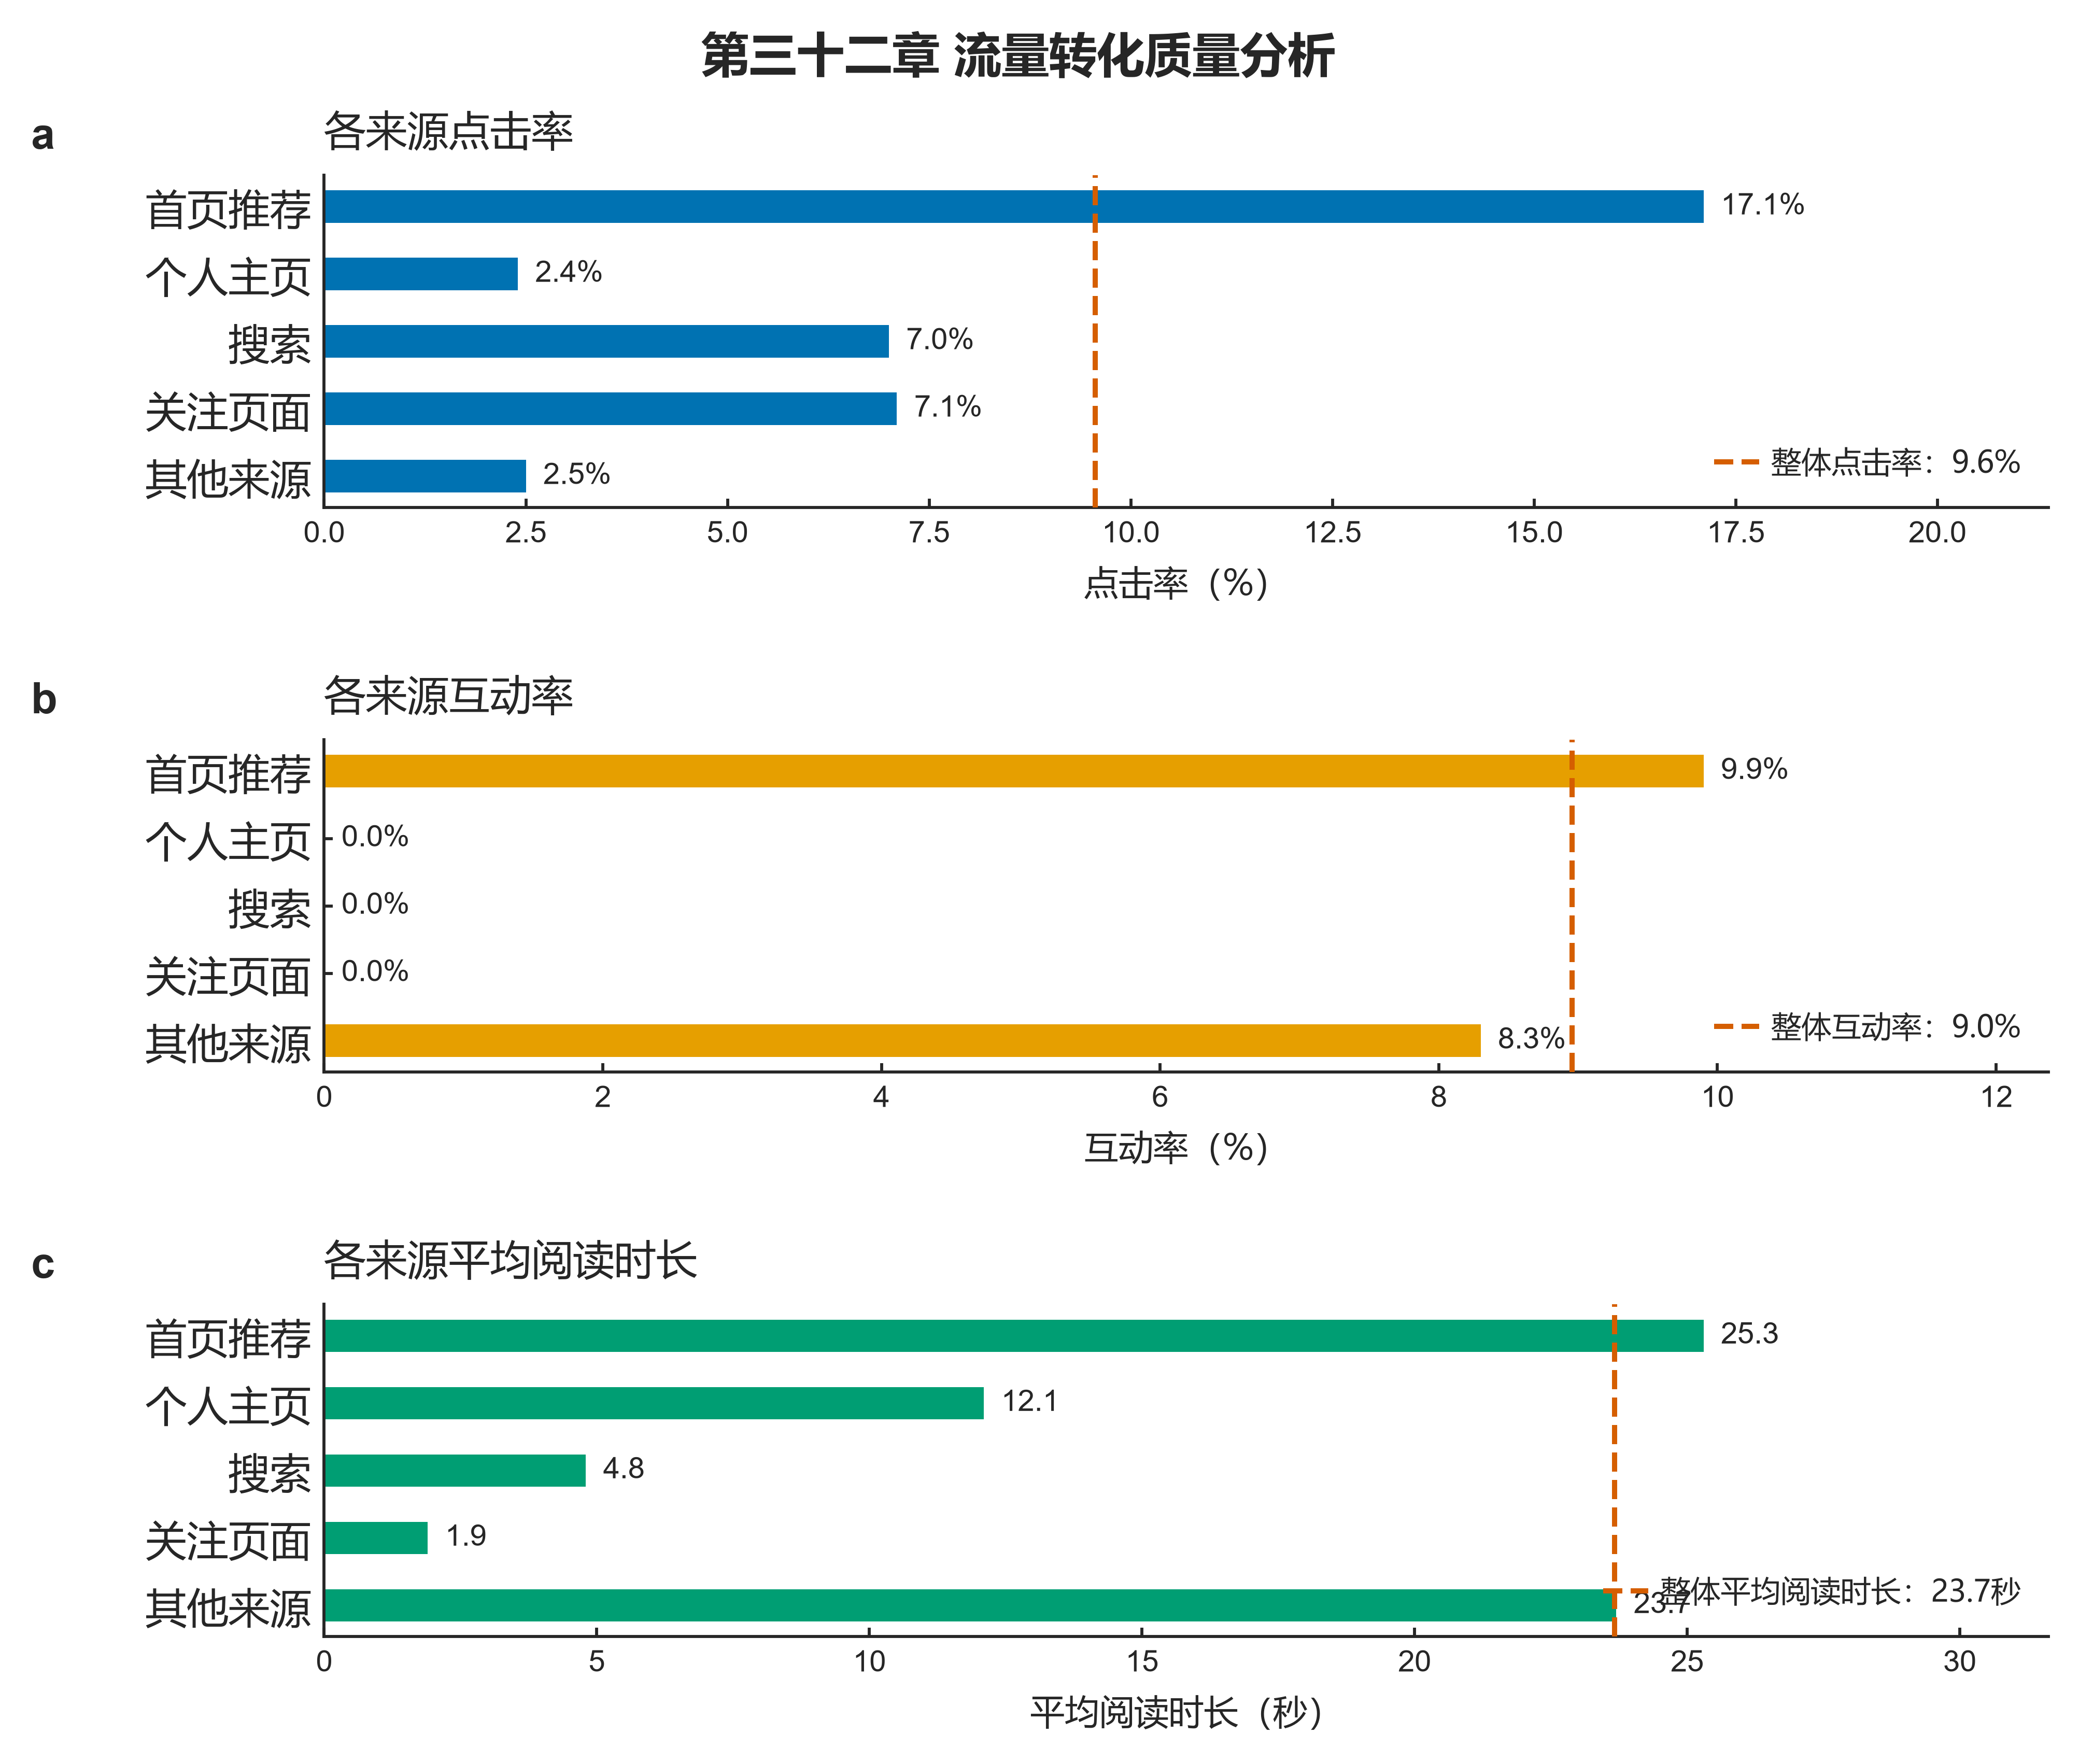 第三十二章 流量转化质量分析
a
各来源点击率
首页推荐
17.1%
个人主页
2.4%
搜索
7.0%
关注页面
7.1%
其他来源
2.5%
整体点击率：9.6%
0.0 2.5 5.0 7.5 10.0 12.5 15.0 17.5 20.0
点击率（%）
b
各来源互动率
首页推荐
9.9%
个人主页
0.0%
搜索
0.0%
关注页面
0.0%
其他来源
8.3%
整体互动率：9.0%
0 2 4 6 8 10 12
互动率（%）
c
各来源平均阅读时长
首页推荐
25.3
个人主页
12.1
搜索
4.8
关注页面
1.9
其他来源
23.7
整体平均阅读时长：23.7秒
0 5 10 15 20 25 30
平均阅读时长（秒）